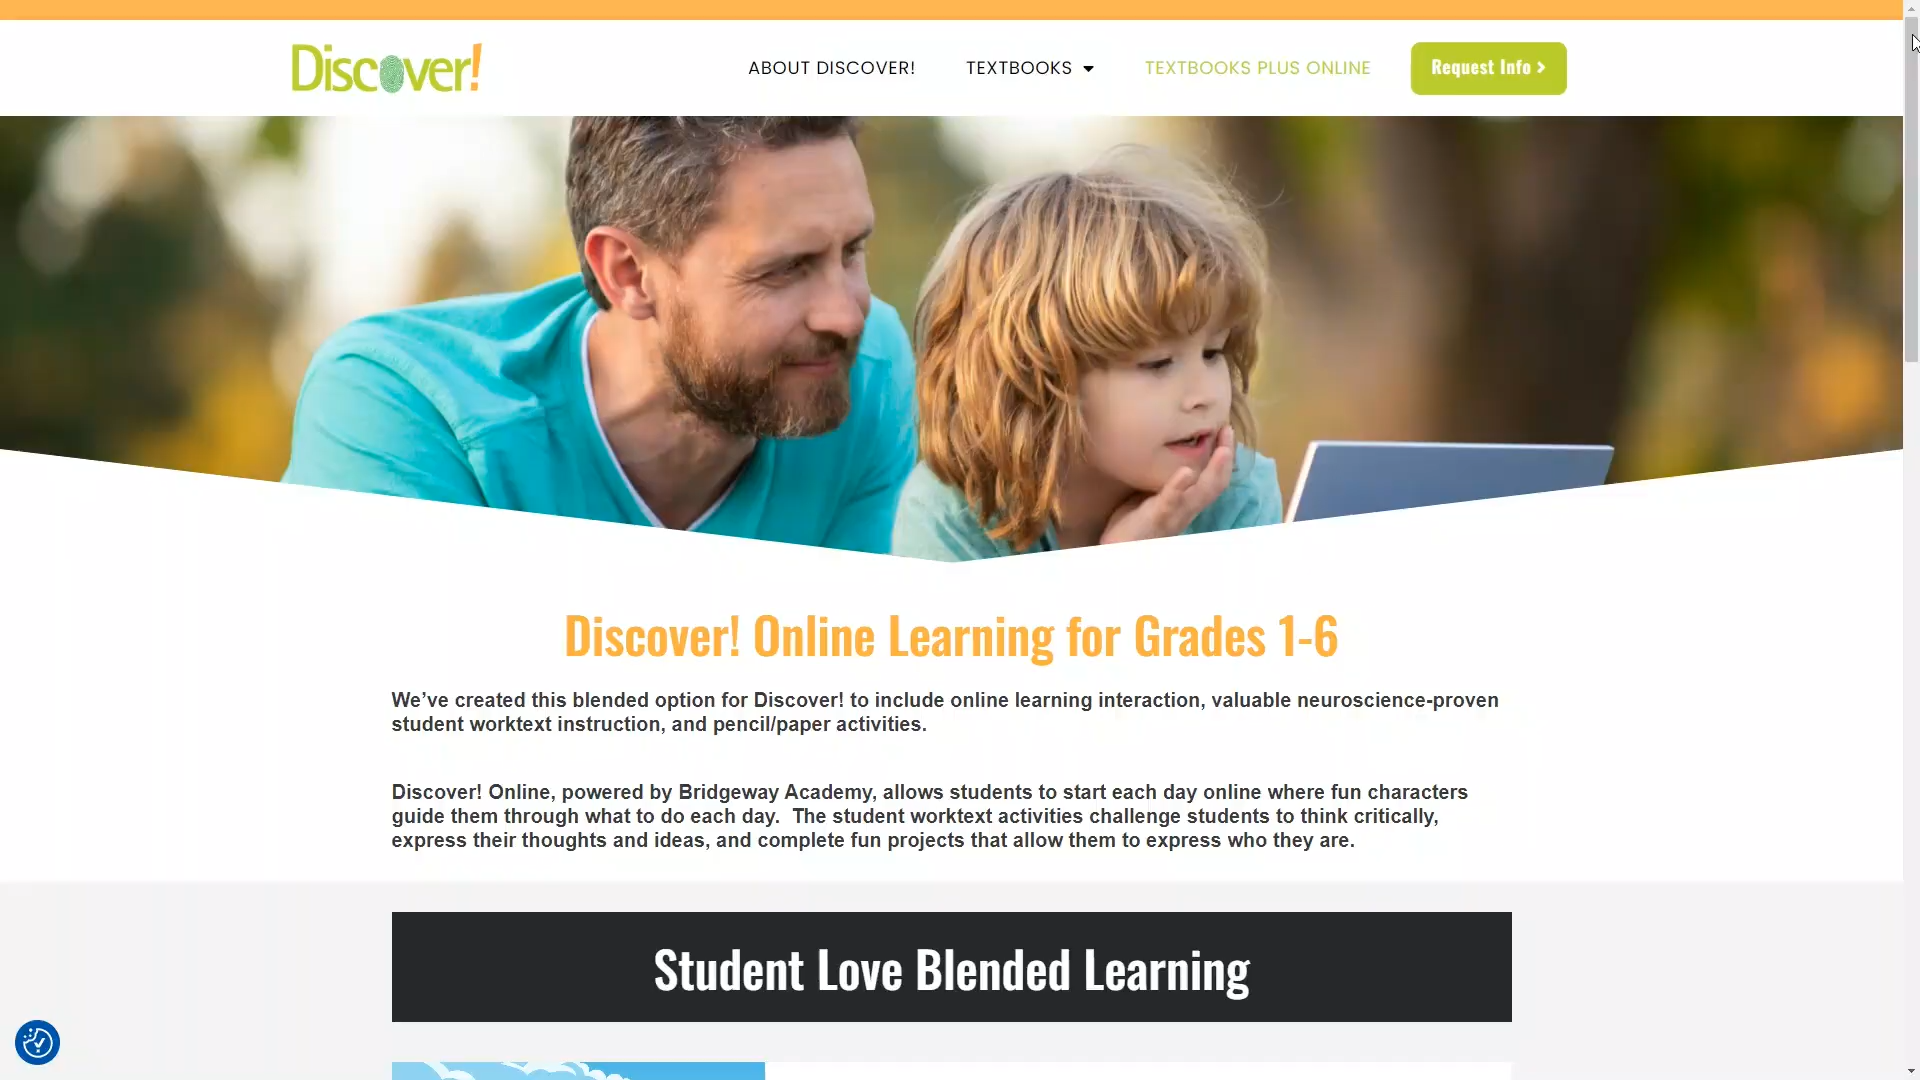 Discover!
ABOUT DISCOVER!
TEXTBOOKS
TEXTBOOKS PLUS ONLINE
Request Info >
Discover! Online Learning for Grades 1-6
We’ve created this blended option for Discover! to include online learning interaction, valuable neuroscience-proven
student worktext instruction, and pencil/paper activities.
Discover! Online, powered by Bridgeway Academy, allows students to start each day online where fun characters
guide them through what to do each day. The student worktext activities challenge students to think critically,
express their thoughts and ideas, and complete fun projects that allow them to express who they are.
Student Love Blended Learning